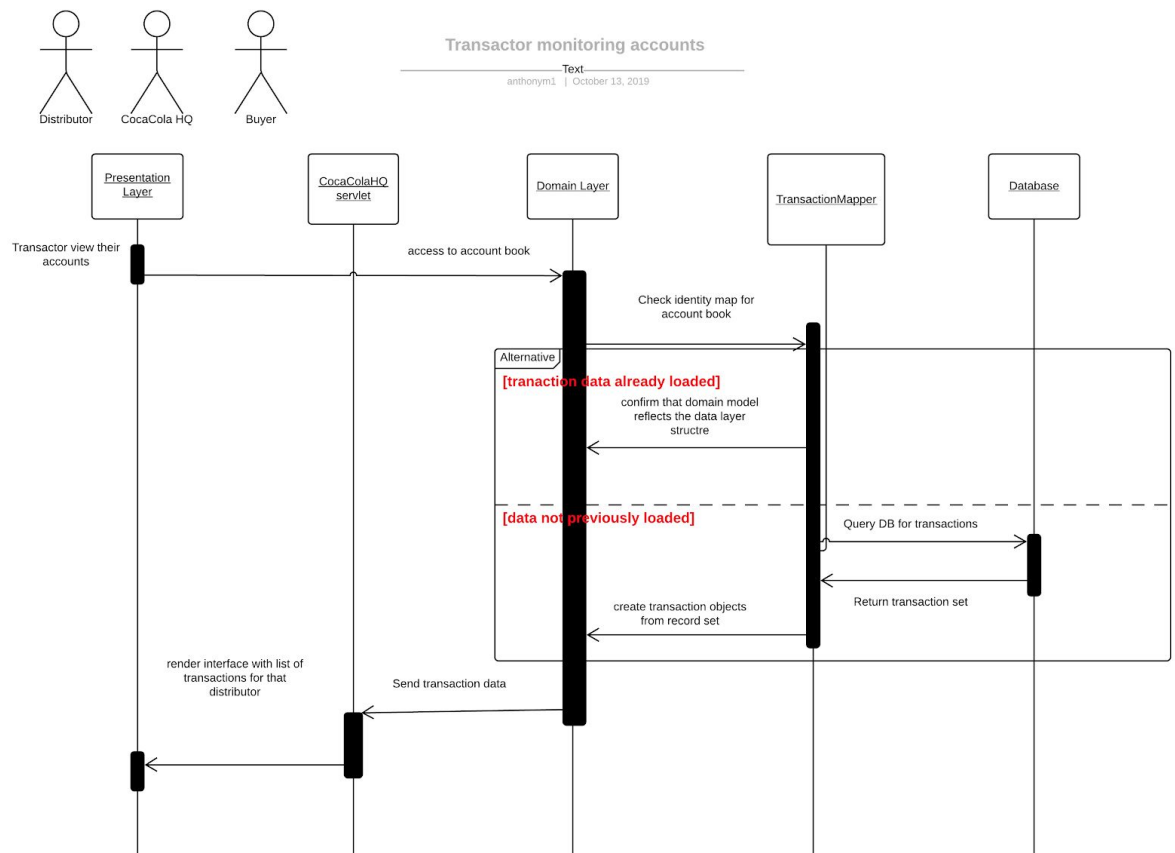 Transactor monitoring accounts
Text
anthonym1 | October 13, 2019
Distributor
CocaCola HQ
Buyer
Presentation
Layer
CocaColaHQ
servlet
Domain Layer
TransactionMapper
Database
Transactor view their
accounts
access to account book
Check identity map for
account book
Alternative
[tranaction data already loaded]
confirm that domain model
reflects the data layer
structre
[data not previously loaded]
Query DB for transactions
Return transaction set
create transaction objects
from record set
render interface with list of
transactions for that
distributor
Send transaction data